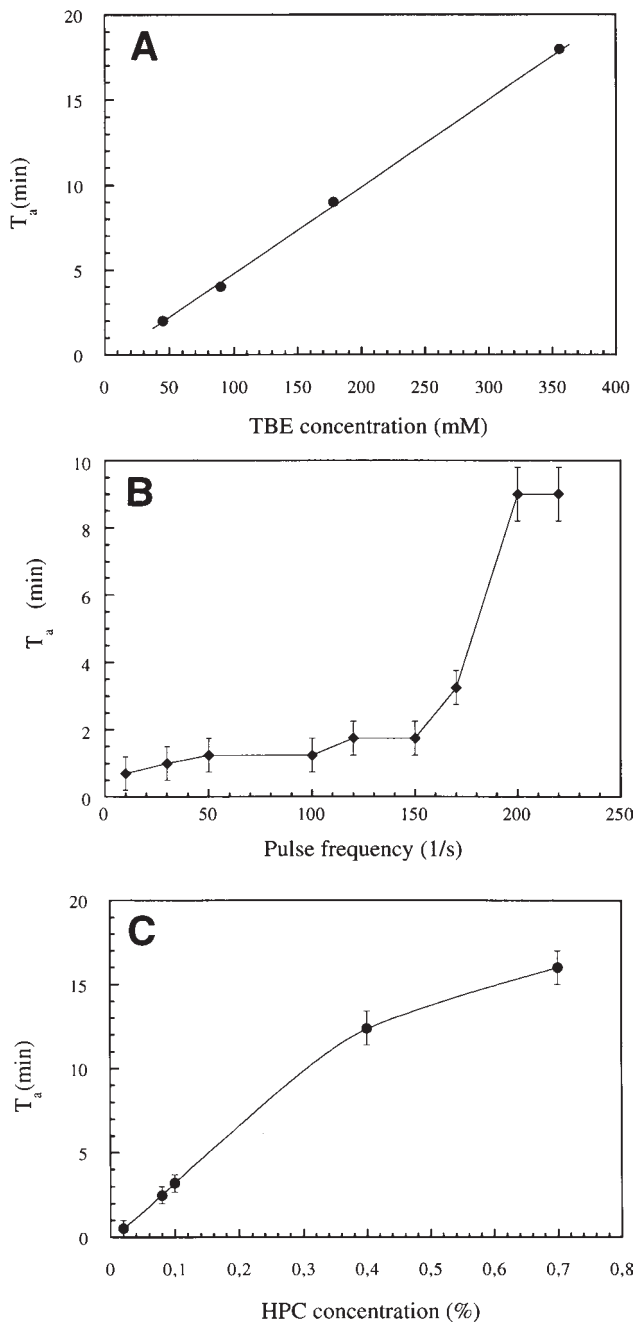 A
20
15
10
5
0
T a (min)
0 50 100 150 200 250 300 350 400
TBE concentration (mM)
B
10
8
6
4
2
0
T a (min)
0 50 100 150 200 250
Pulse frequency (1/s)
C
20
15
10
5
0
T a (min)
0 0,1 0,2 0,3 0,4 0,5 0,6 0,7 0,8
HPC concentration (%)